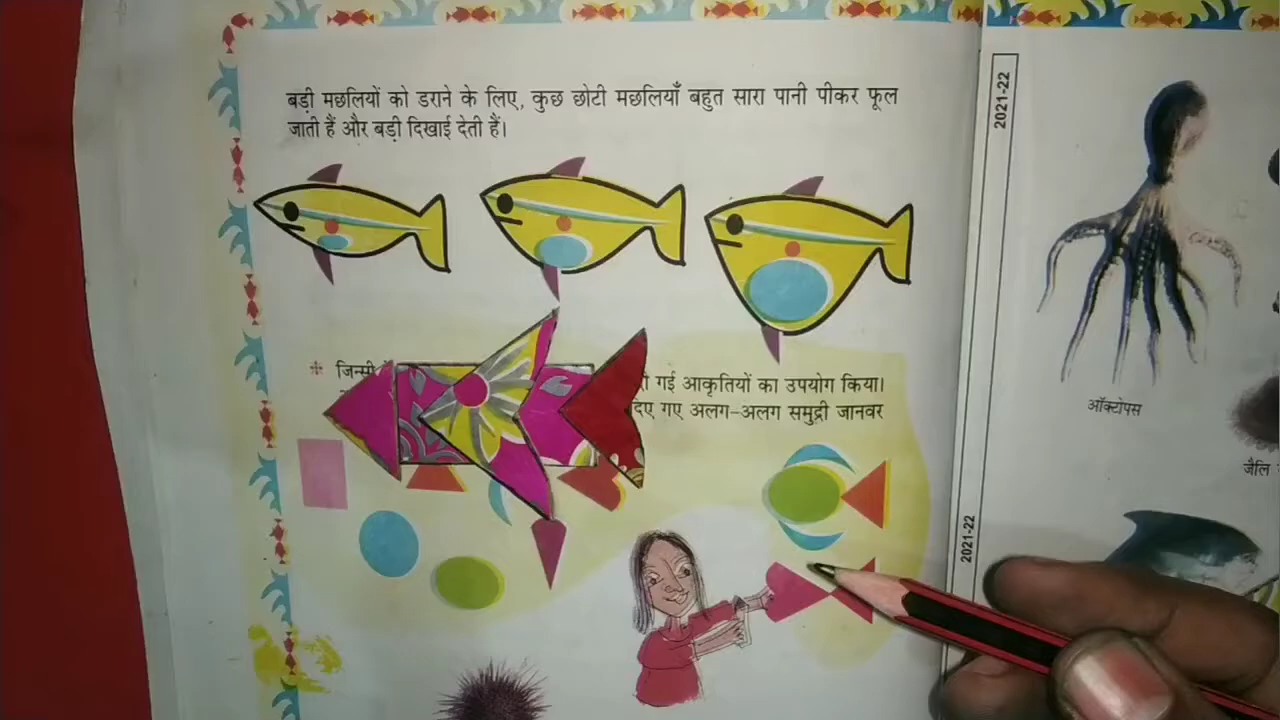 बड़ी मछलियों को डराने के लिए, कुछ छोटी मछलियाँ बहुत सारा पानी पीकर फूल
जाती हैं और बड़ी दिखाई देती हैं।
गई आकृतियों का उपयोग किया।
दिए गए अलग-अलग समुद्री जानवर
2021-22
2021-22
ऑक्टोपस
जैलि